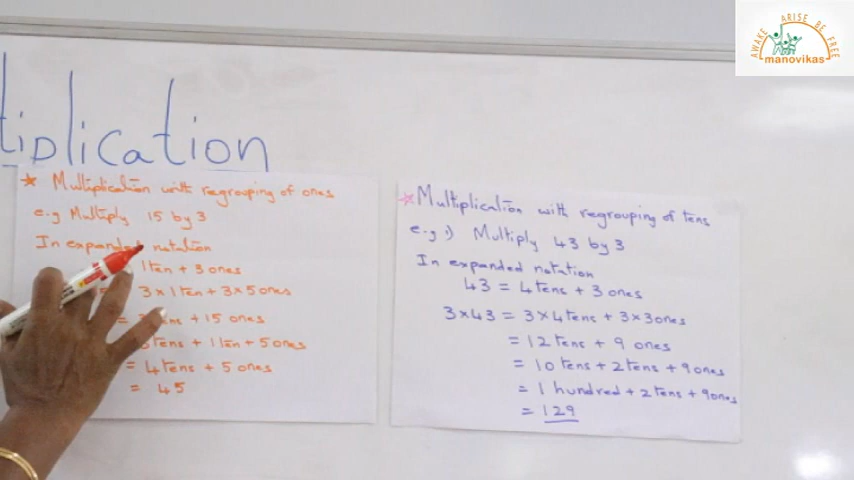 tiplication
* Multiplication with regrouping of ones
e.g Multiply 15 by 3
In expanded notation
1ten + 3 ones
3 × 1 ten + 3 × 5 ones
= tens + 15 ones
tens + 1 ten + 5 ones
= 4 tens + 5 ones
= 45
* Multiplication with regrouping of tens
e.g 1) Multiply 43 by 3
In expanded notation
43 = 4 tens + 3 ones
3 × 43 = 3 × 4 tens + 3 × 3 ones
= 12 tens + 9 ones
= 10 tens + 2 tens + 9 ones
= 1 hundred + 2 tens + 9 ones
= 129
AWAKE ARISE BE FREE
manovikas